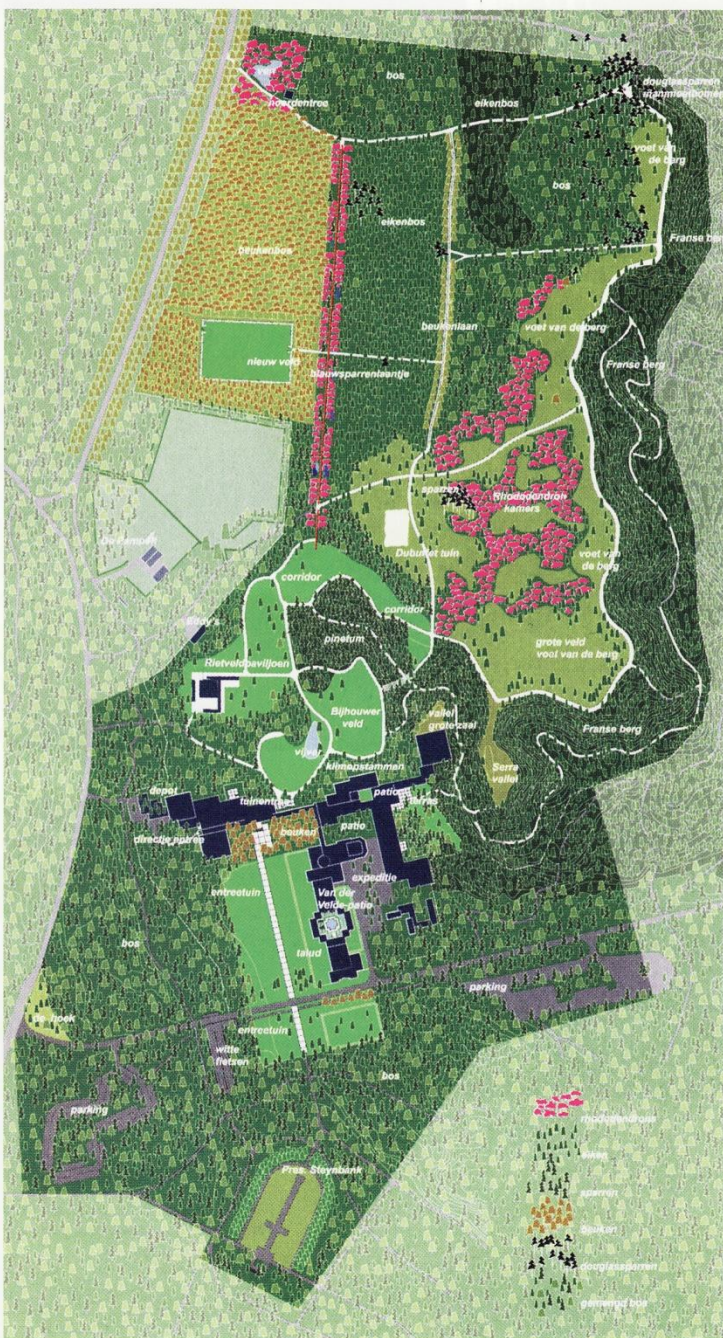 bos
douglassparren
noordentree
eikenbos
voet van
de berg
bos
eikenbos
Franse berg
beukenbos
beukenlaan
voet van de berg
nieuw veld
blauwsparrenlaantje
Franse berg
sparren
Rhododendron
kamers
Dubuffet tuin
voet van
de berg
corridor
corridor
pinetum
grote veld
voet van de berg
Rietveldpaviljoen
Bijhouwer
veld
vallei
grote zaal
Franse berg
vijver
Serra
vallei
klimopstammen
depot
tuinentree
patio
terras
beuken
patio
directie entree
expeditie
entreetuin
Van der
Velde-patio
bos
talud
parking
entreetuin
witte
fietsen
bos
parking
Pres. Steynbank
rhododendrons
eiken
sparren
beuken
douglassparren
gemengd bos